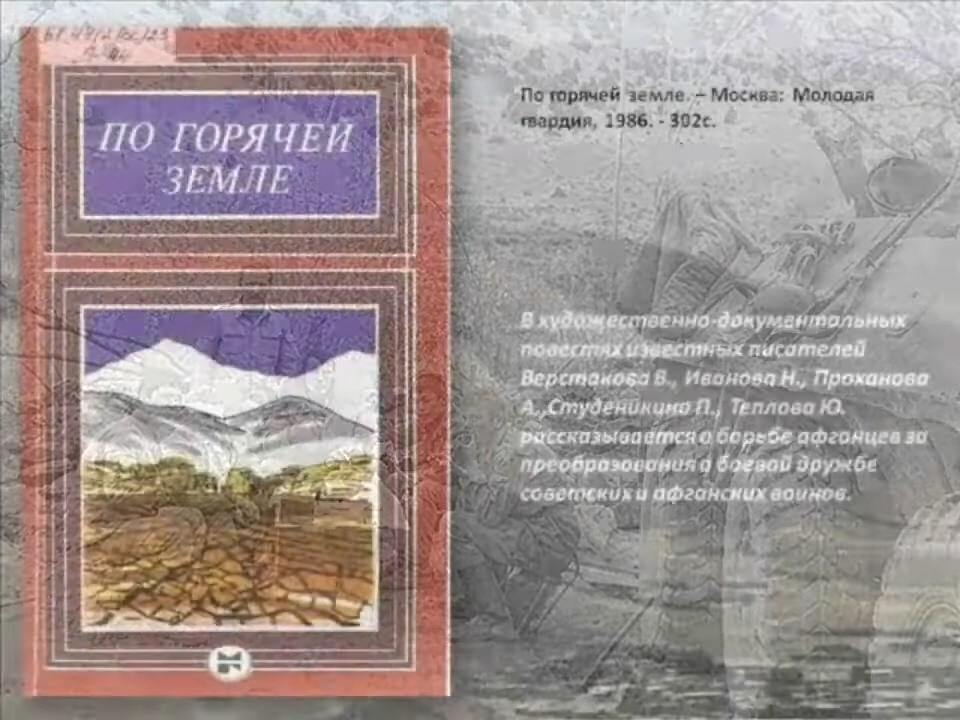 ПО ГОРЯЧЕЙ
ЗЕМЛЕ
По горячей земле. – Москва: Молодая
гвардия, 1986. - 302с.
В художественно-документальных
повестях известных писателей
Верстакова В., Иванова Н., Проханова
А.,Студеникина П., Теплова Ю.
рассказывается о борьбе афганцев за
преобразования о боевой дружбе
советских и афганских воинов.